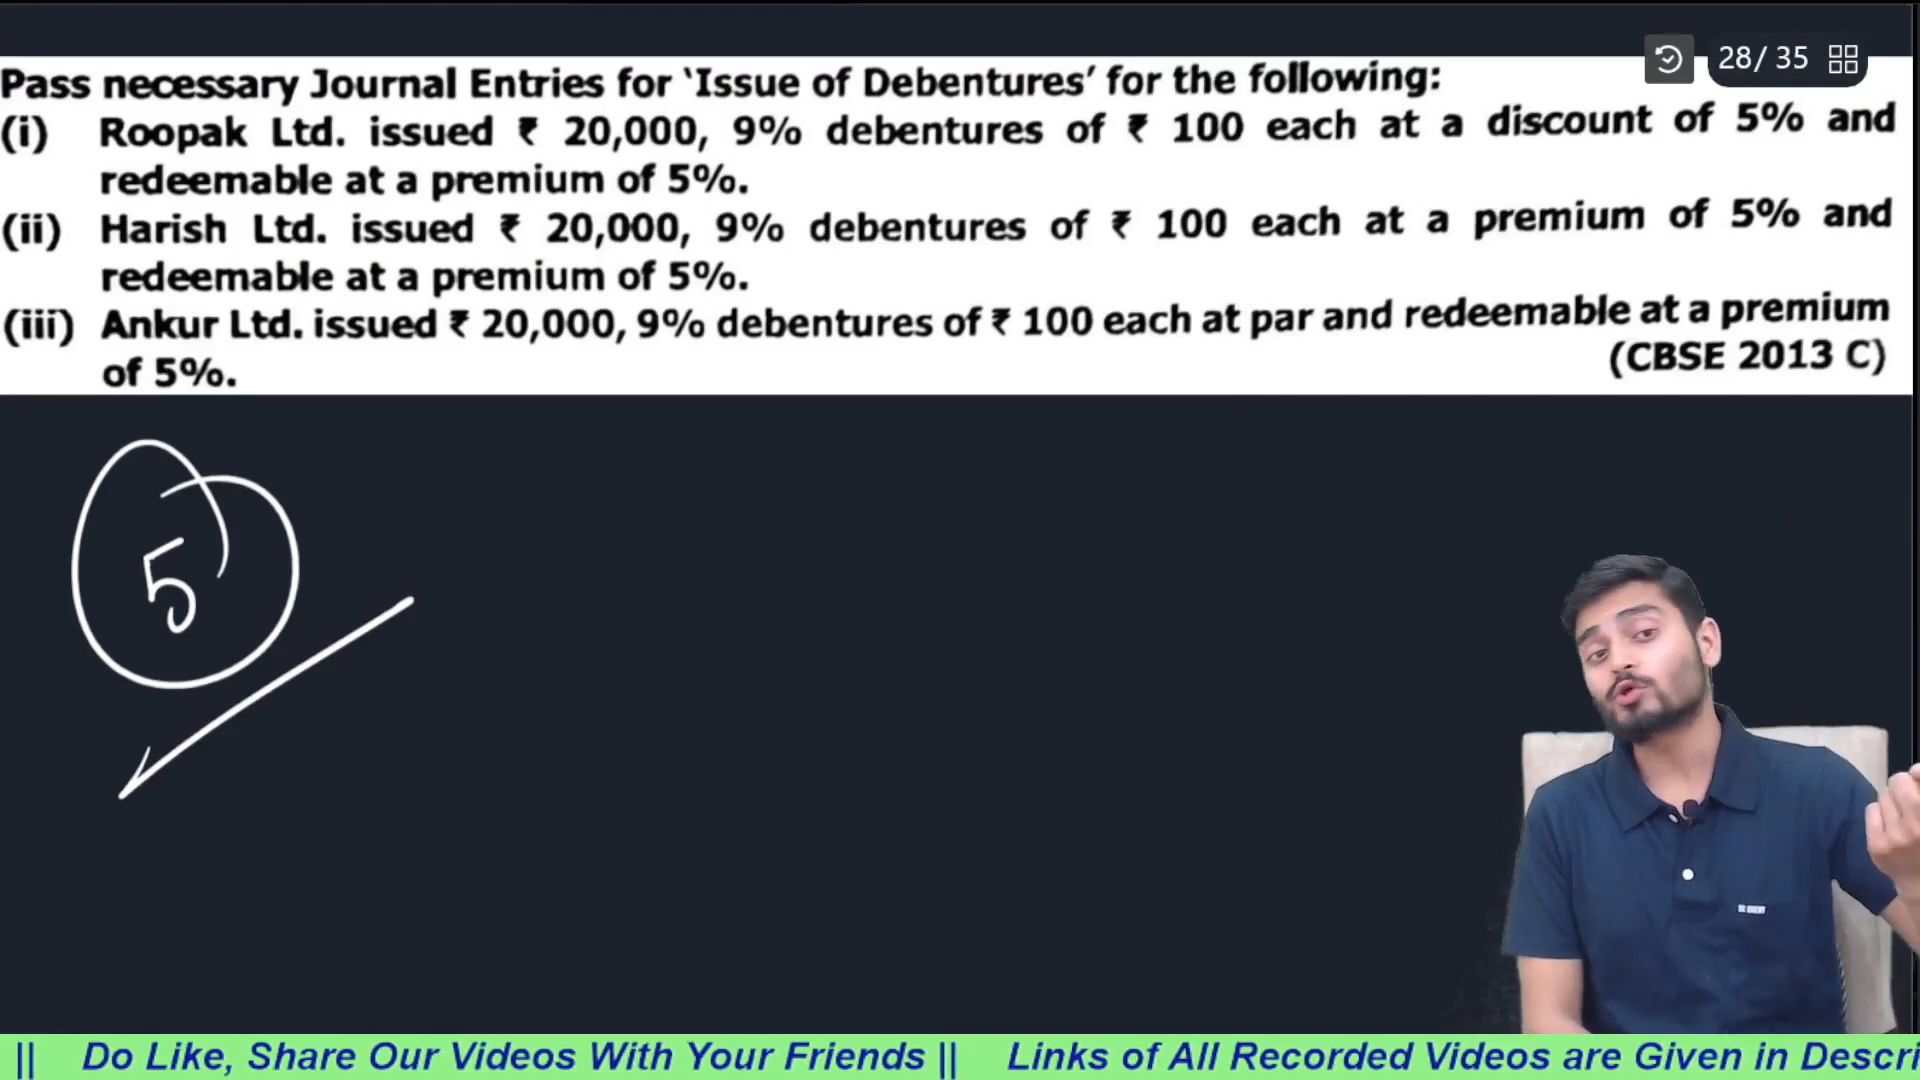 28/ 35
Pass necessary Journal Entries for ‘Issue of Debentures’ for the following:
(i) Roopak Ltd. issued ₹ 20,000, 9% debentures of ₹ 100 each at a discount of 5% and
redeemable at a premium of 5%.
(ii) Harish Ltd. issued ₹ 20,000, 9% debentures of ₹ 100 each at a premium of 5% and
redeemable at a premium of 5%.
(iii) Ankur Ltd. issued ₹ 20,000, 9% debentures of ₹ 100 each at par and redeemable at a premium
of 5%. (CBSE 2013 C)
5
|| Do Like, Share Our Videos With Your Friends || Links of All Recorded Videos are Given in Descri